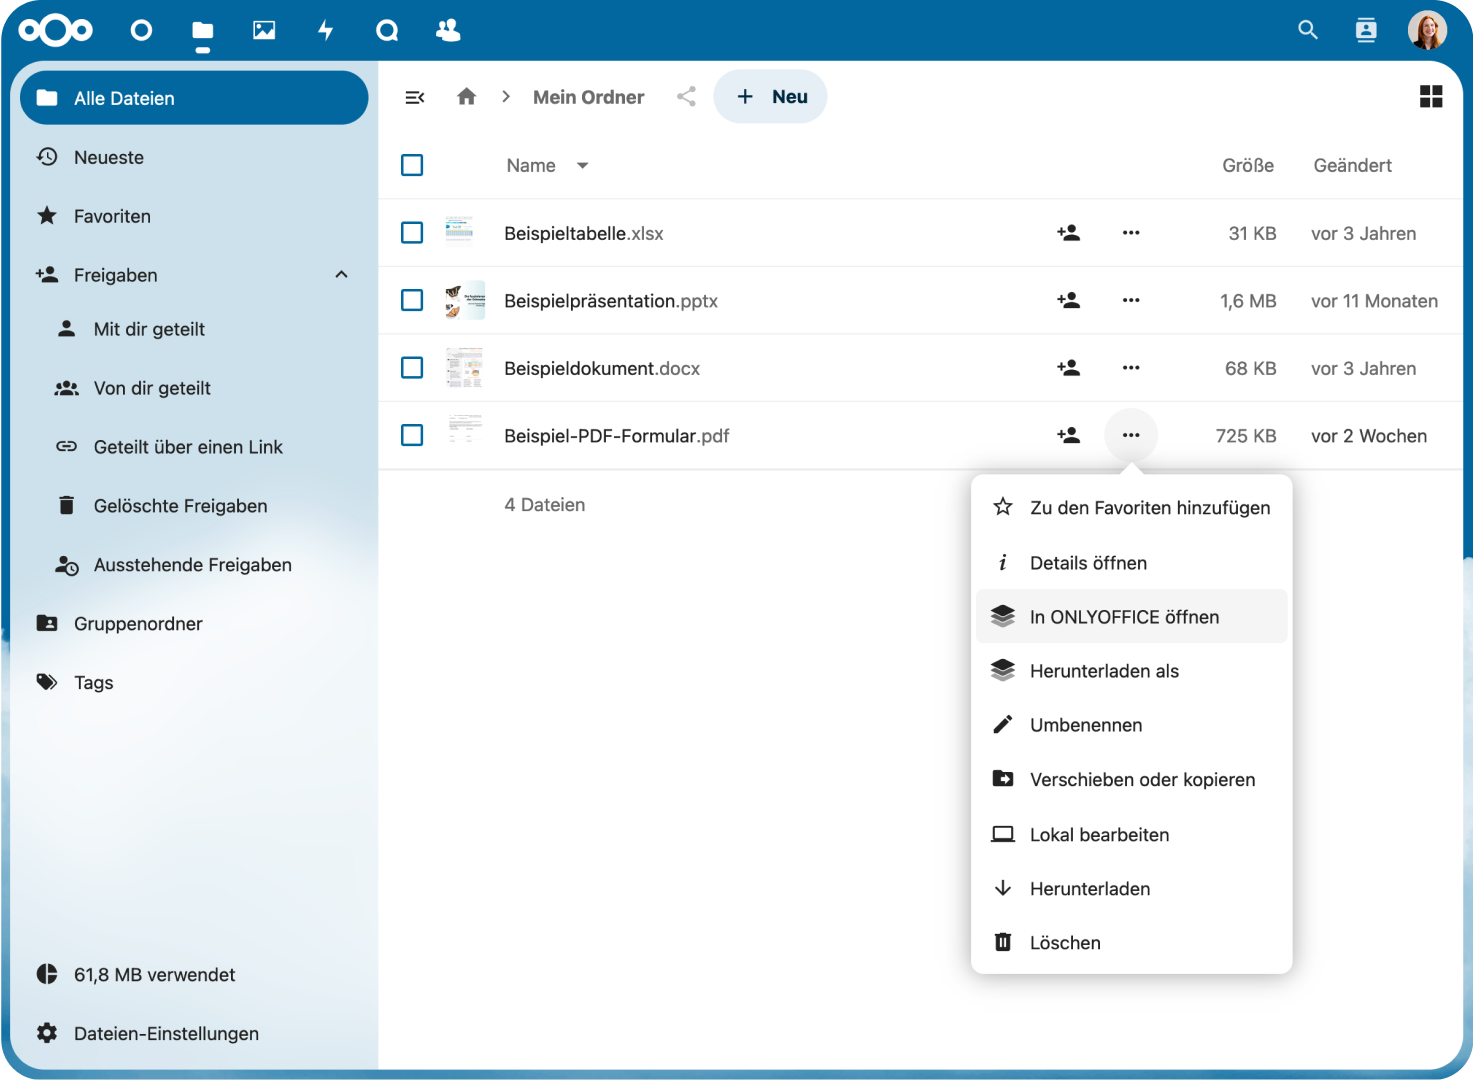 Alle Dateien
Neueste
Favoriten
Freigaben
Mit dir geteilt
Von dir geteilt
Geteilt über einen Link
Gelöschte Freigaben
Ausstehende Freigaben
Gruppenordner
Tags
61,8 MB verwendet
Dateien-Einstellungen
Mein Ordner
+ Neu
Name Größe Geändert
Beispieltabelle.xlsx 31 KB vor 3 Jahren
Beispielpräsentation.pptx 1,6 MB vor 11 Monaten
Beispieldokument.docx 68 KB vor 3 Jahren
Beispiel-PDF-Formular.pdf 725 KB vor 2 Wochen
4 Dateien
Zu den Favoriten hinzufügen
Details öffnen
In ONLYOFFICE öffnen
Herunterladen als
Umbenennen
Verschieben oder kopieren
Lokal bearbeiten
Herunterladen
Löschen